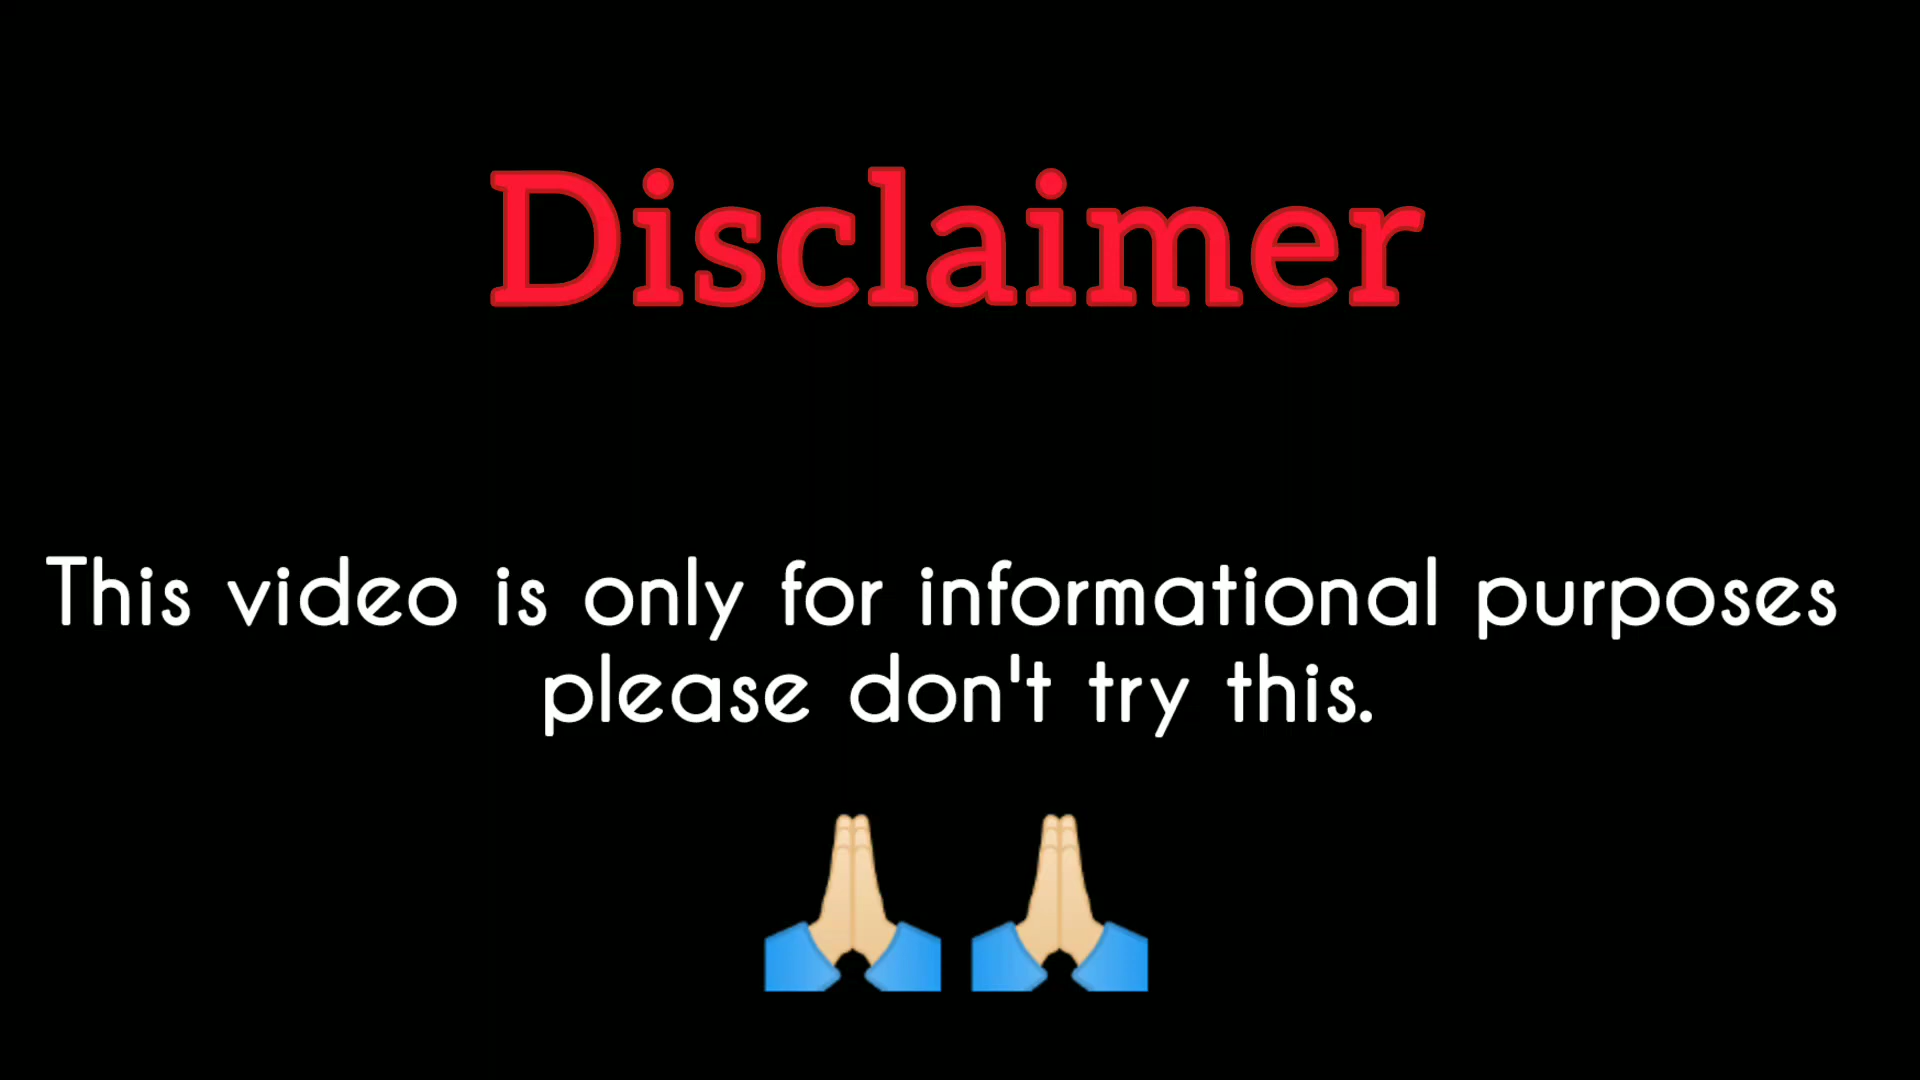 Disclaimer
This video is only for informational purposes
please don't try this.